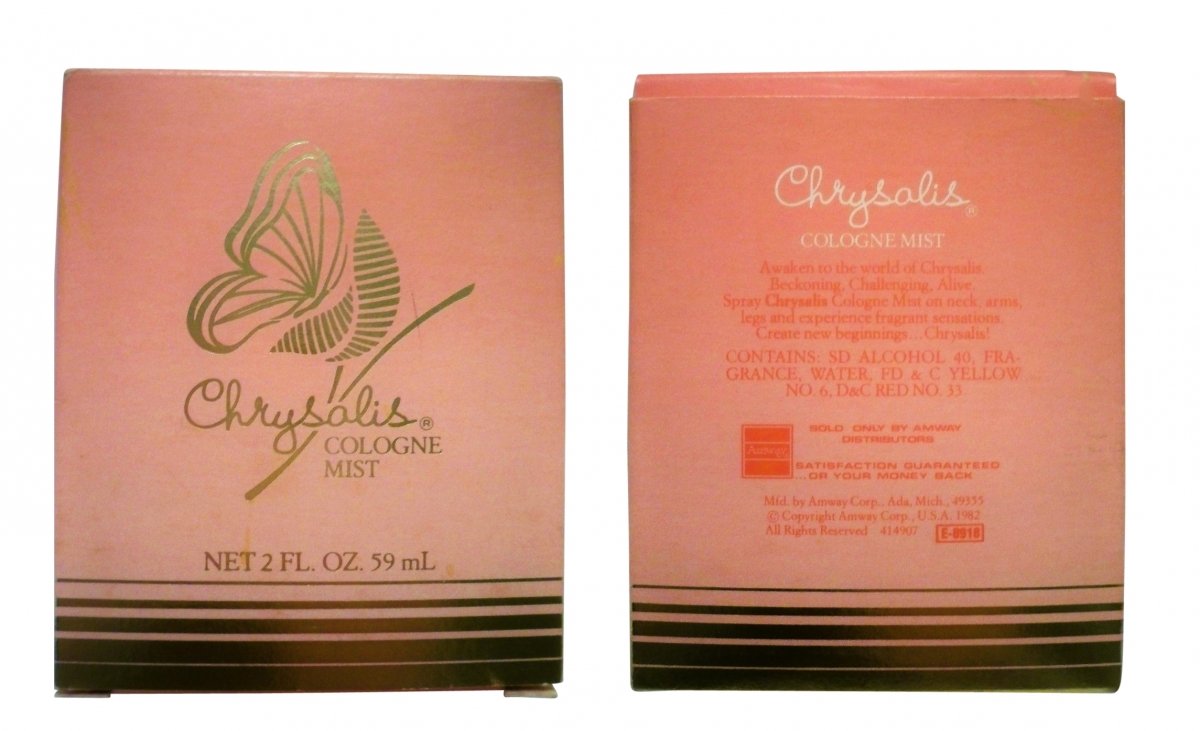 Chrysalis®
COLOGNE
MIST
NET 2 FL. OZ. 59 mL
Chrysalis®
COLOGNE MIST
Awaken to the world of Chrysalis.
Beckoning, Challenging, Alive.
Spray Chrysalis Cologne Mist on neck, arms,
legs and experience fragrant sensations.
Create new beginnings...Chrysalis!
CONTAINS: SD ALCOHOL 40, FRA-
GRANCE, WATER, FD & C YELLOW
NO. 6, D&C RED NO. 33
Amway
SOLD ONLY BY AMWAY
DISTRIBUTORS
SATISFACTION GUARANTEED
...OR YOUR MONEY BACK
Mfd. by Amway Corp., Ada, Mich., 49355
© Copyright Amway Corp., U.S.A. 1982
All Rights Reserved 414907 E-8918